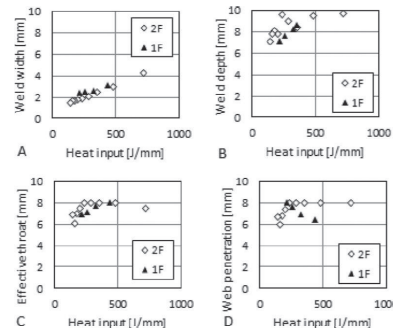 Weld width [mm]
10
8
6
4
2
0
0
500
1000
2F
1F
A
Heat input [J/mm]
Weld depth [mm]
10
8
6
4
2
0
0
500
1000
2F
1F
B
Heat input [J/mm]
Effective throat [mm]
10
8
6
4
2
0
0
500
1000
2F
1F
C
Heat input [J/mm]
Web penetration [mm]
10
8
6
4
2
0
0
500
2F
1F
D
Heat input [J/mm]